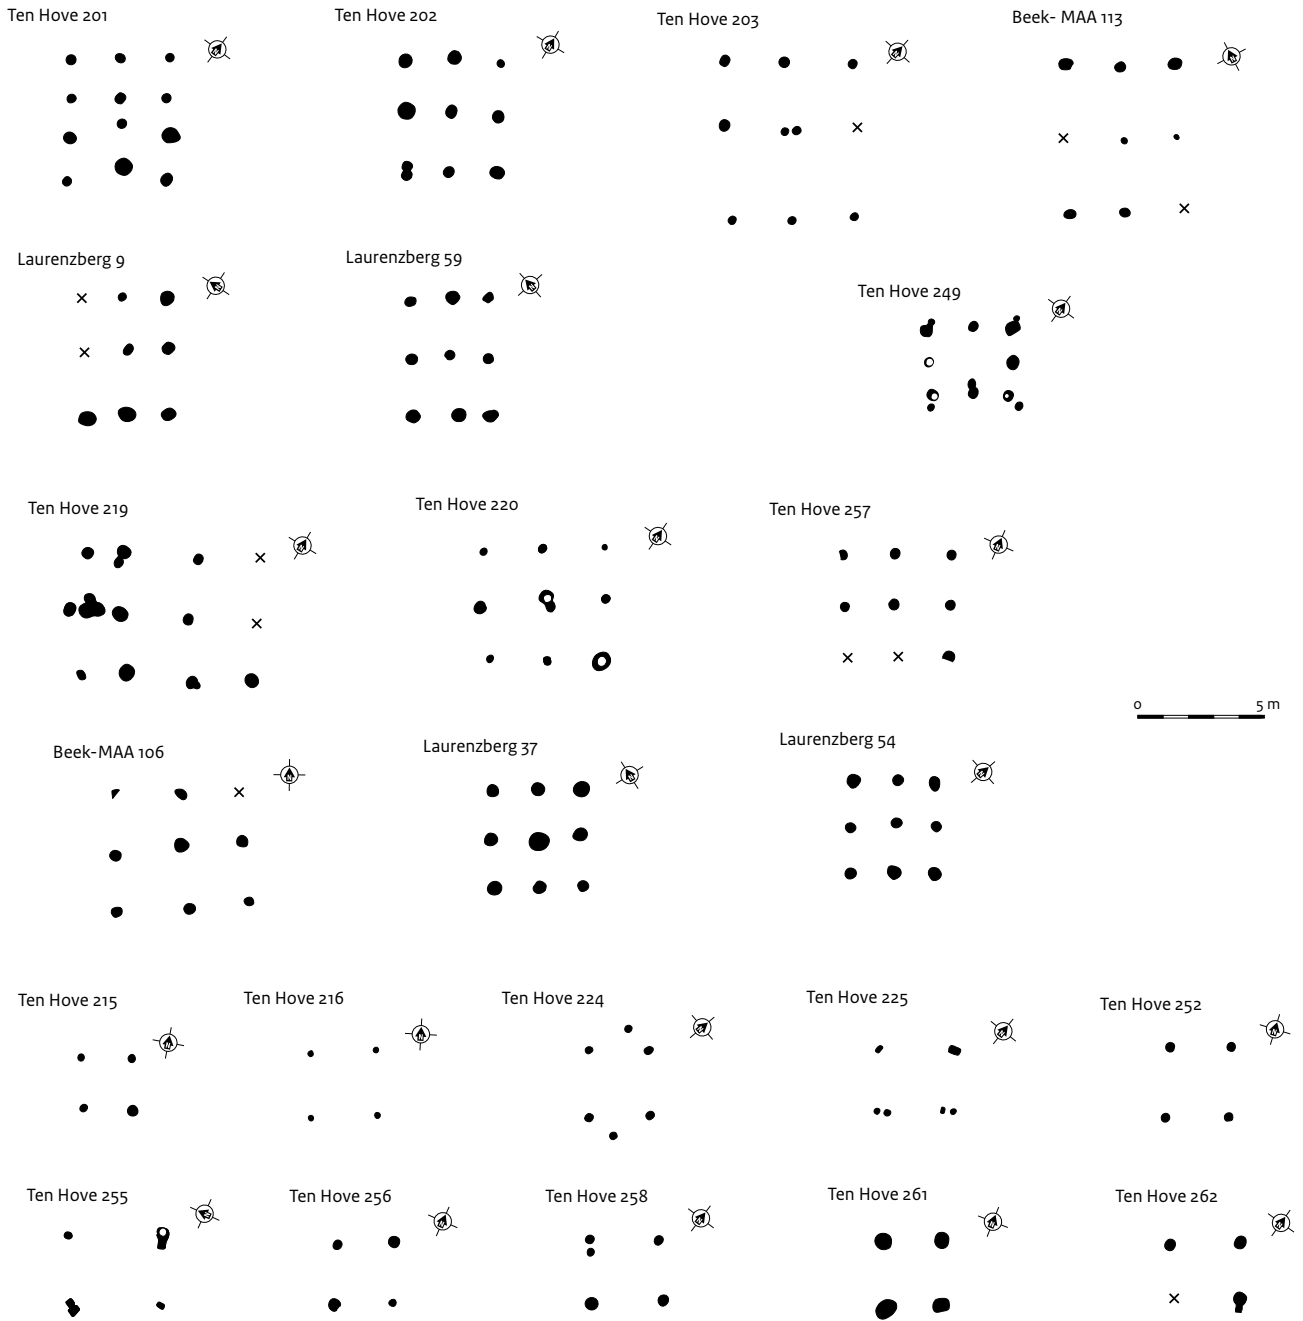 Ten Hove 201
Ten Hove 202
Ten Hove 203
Beek- MAA 113
Laurenzberg 9
Laurenzberg 59
Ten Hove 249
Ten Hove 219
Ten Hove 220
Ten Hove 257
0 5 m
Beek-MAA 106
Laurenzberg 37
Laurenzberg 54
Ten Hove 215
Ten Hove 216
Ten Hove 224
Ten Hove 225
Ten Hove 252
Ten Hove 255
Ten Hove 256
Ten Hove 258
Ten Hove 261
Ten Hove 262